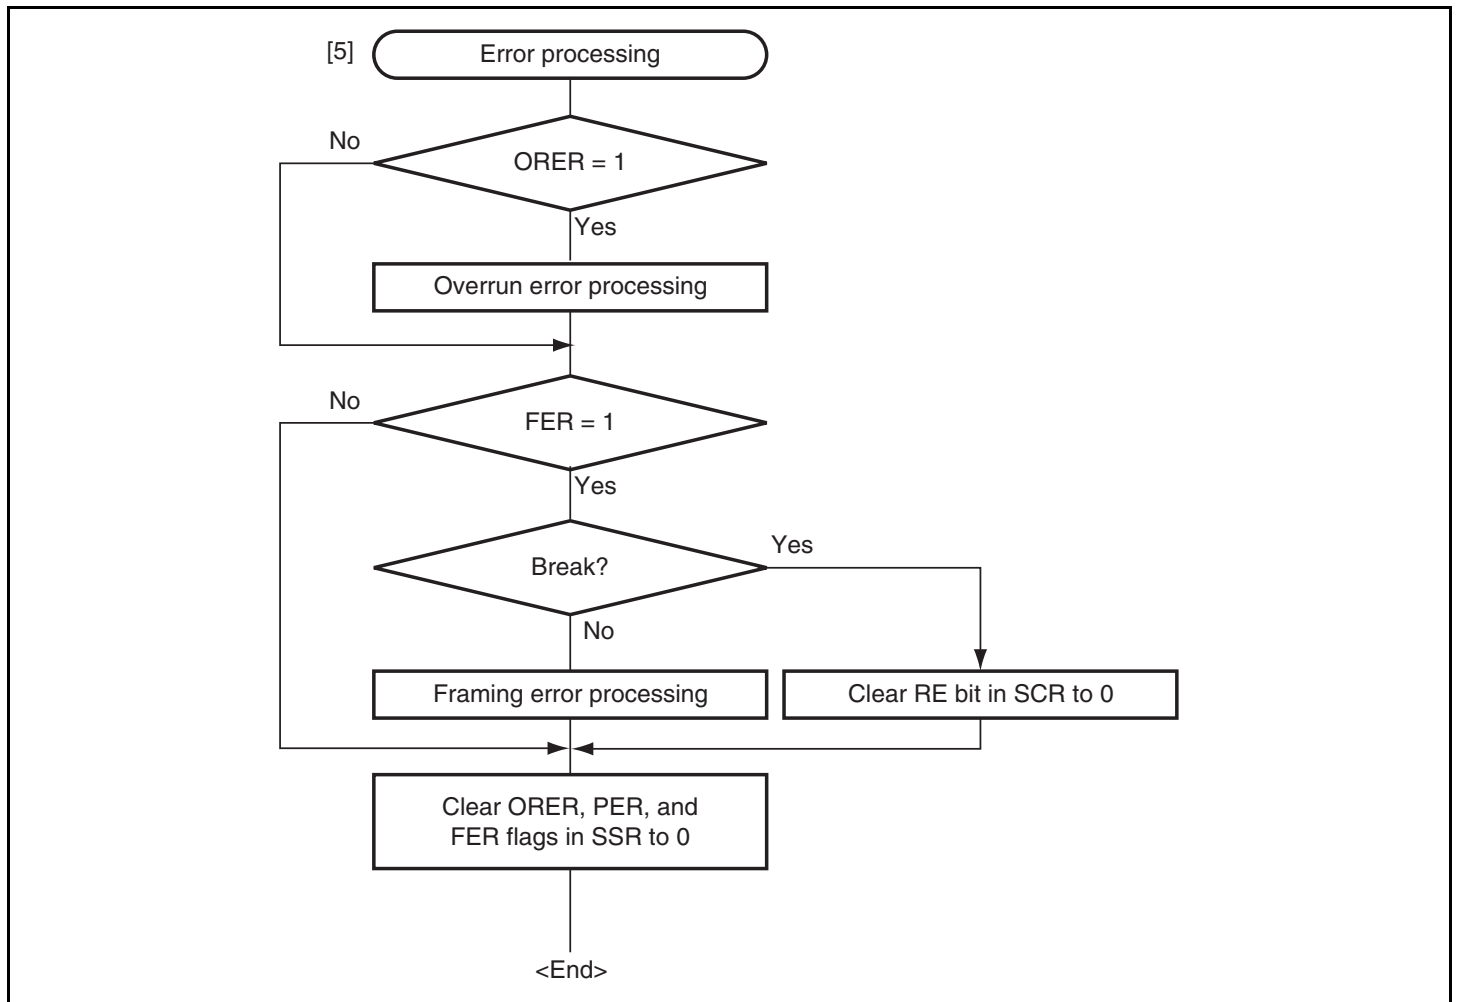 [5] Error processing
No
ORER = 1
Yes
Overrun error processing
No
FER = 1
Yes
Yes
Break?
No
Framing error processing
Clear RE bit in SCR to 0
Clear ORER, PER, and
FER flags in SSR to 0
<End>